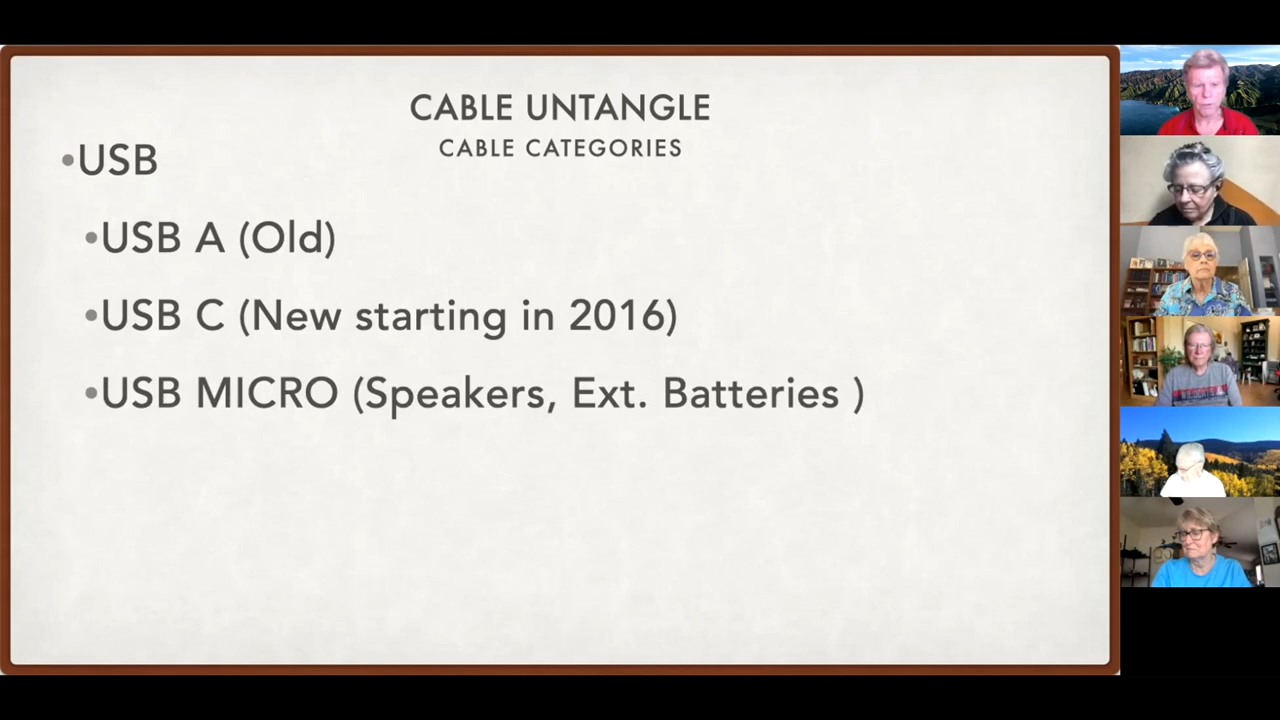 CABLE UNTANGLE
CABLE CATEGORIES
•USB
•USB A (Old)
•USB C (New starting in 2016)
•USB MICRO (Speakers, Ext. Batteries )